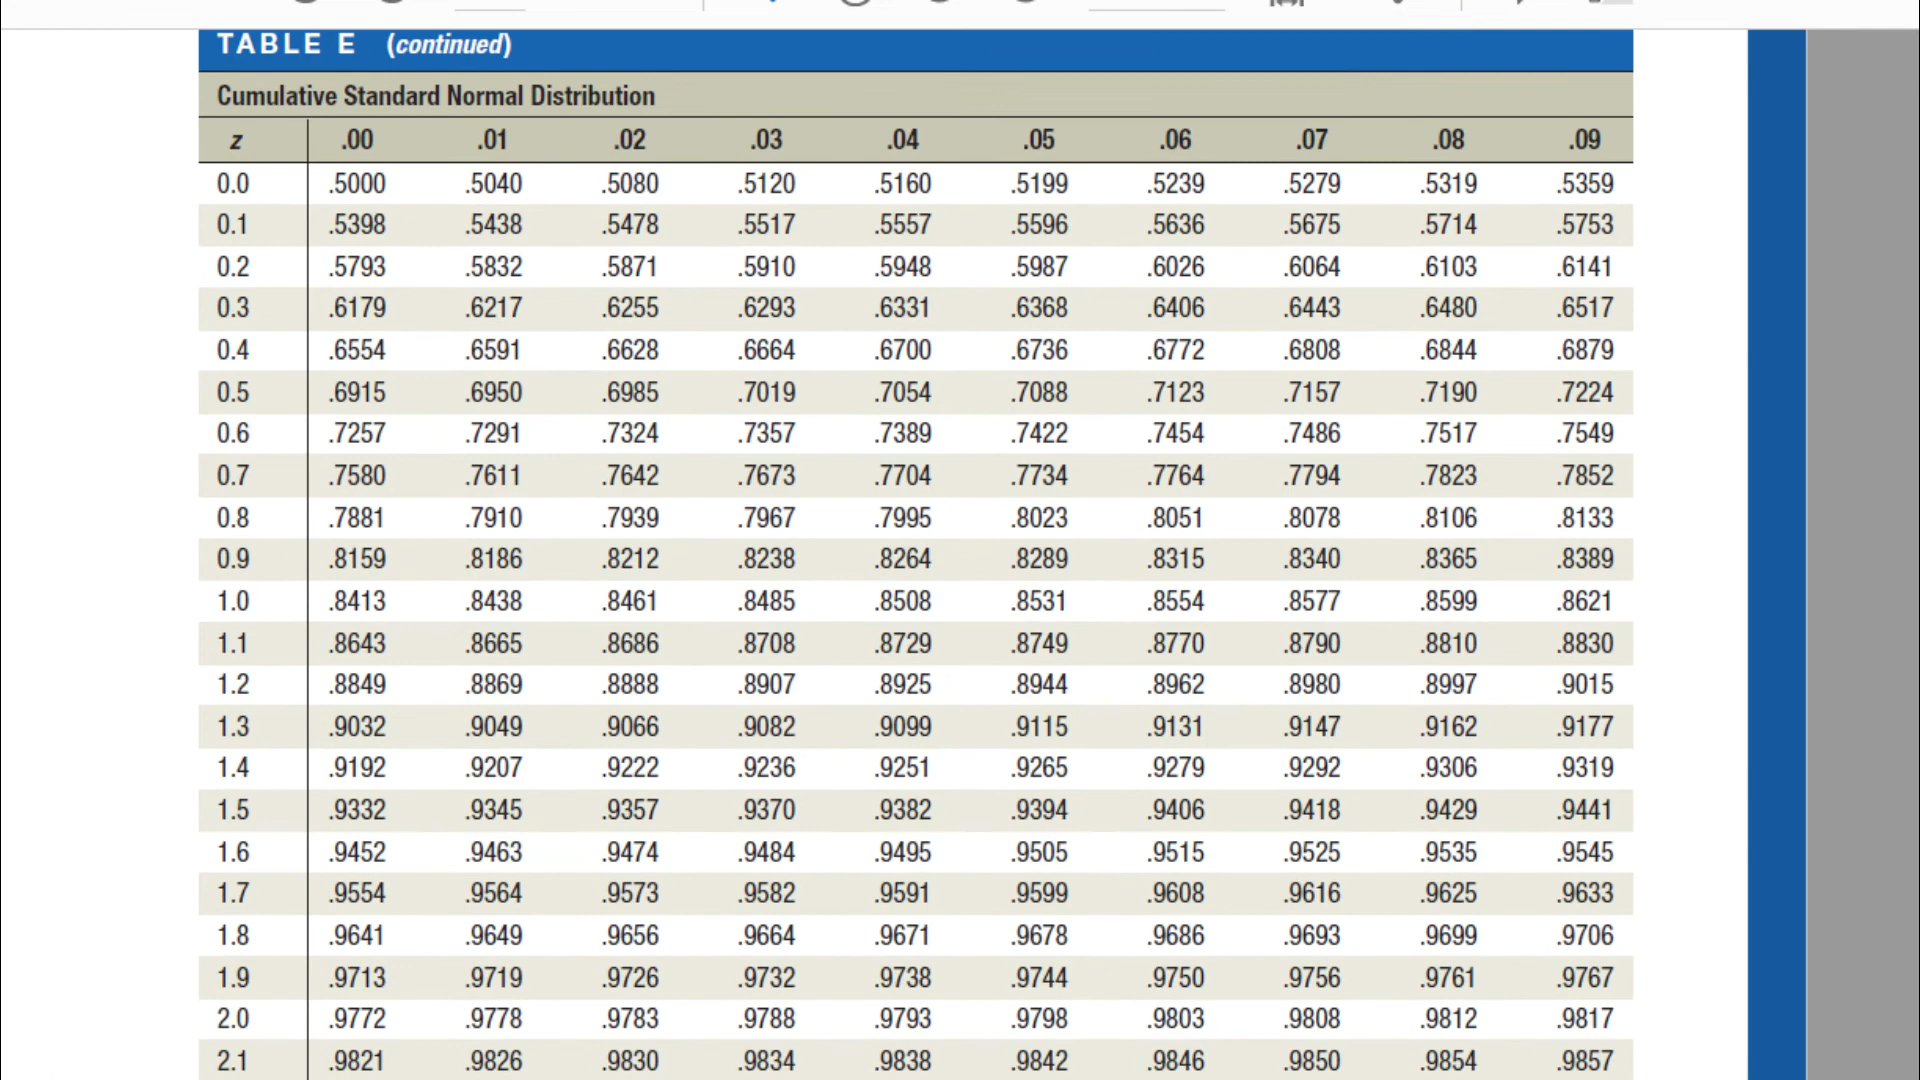 TABLE E (continued)
Cumulative Standard Normal Distribution
z .00 .01 .02 .03 .04 .05 .06 .07 .08 .09
0.0 .5000 .5040 .5080 .5120 .5160 .5199 .5239 .5279 .5319 .5359
0.1 .5398 .5438 .5478 .5517 .5557 .5596 .5636 .5675 .5714 .5753
0.2 .5793 .5832 .5871 .5910 .5948 .5987 .6026 .6064 .6103 .6141
0.3 .6179 .6217 .6255 .6293 .6331 .6368 .6406 .6443 .6480 .6517
0.4 .6554 .6591 .6628 .6664 .6700 .6736 .6772 .6808 .6844 .6879
0.5 .6915 .6950 .6985 .7019 .7054 .7088 .7123 .7157 .7190 .7224
0.6 .7257 .7291 .7324 .7357 .7389 .7422 .7454 .7486 .7517 .7549
0.7 .7580 .7611 .7642 .7673 .7704 .7734 .7764 .7794 .7823 .7852
0.8 .7881 .7910 .7939 .7967 .7995 .8023 .8051 .8078 .8106 .8133
0.9 .8159 .8186 .8212 .8238 .8264 .8289 .8315 .8340 .8365 .8389
1.0 .8413 .8438 .8461 .8485 .8508 .8531 .8554 .8577 .8599 .8621
1.1 .8643 .8665 .8686 .8708 .8729 .8749 .8770 .8790 .8810 .8830
1.2 .8849 .8869 .8888 .8907 .8925 .8944 .8962 .8980 .8997 .9015
1.3 .9032 .9049 .9066 .9082 .9099 .9115 .9131 .9147 .9162 .9177
1.4 .9192 .9207 .9222 .9236 .9251 .9265 .9279 .9292 .9306 .9319
1.5 .9332 .9345 .9357 .9370 .9382 .9394 .9406 .9418 .9429 .9441
1.6 .9452 .9463 .9474 .9484 .9495 .9505 .9515 .9525 .9535 .9545
1.7 .9554 .9564 .9573 .9582 .9591 .9599 .9608 .9616 .9625 .9633
1.8 .9641 .9649 .9656 .9664 .9671 .9678 .9686 .9693 .9699 .9706
1.9 .9713 .9719 .9726 .9732 .9738 .9744 .9750 .9756 .9761 .9767
2.0 .9772 .9778 .9783 .9788 .9793 .9798 .9803 .9808 .9812 .9817
2.1 .9821 .9826 .9830 .9834 .9838 .9842 .9846 .9850 .9854 .9857